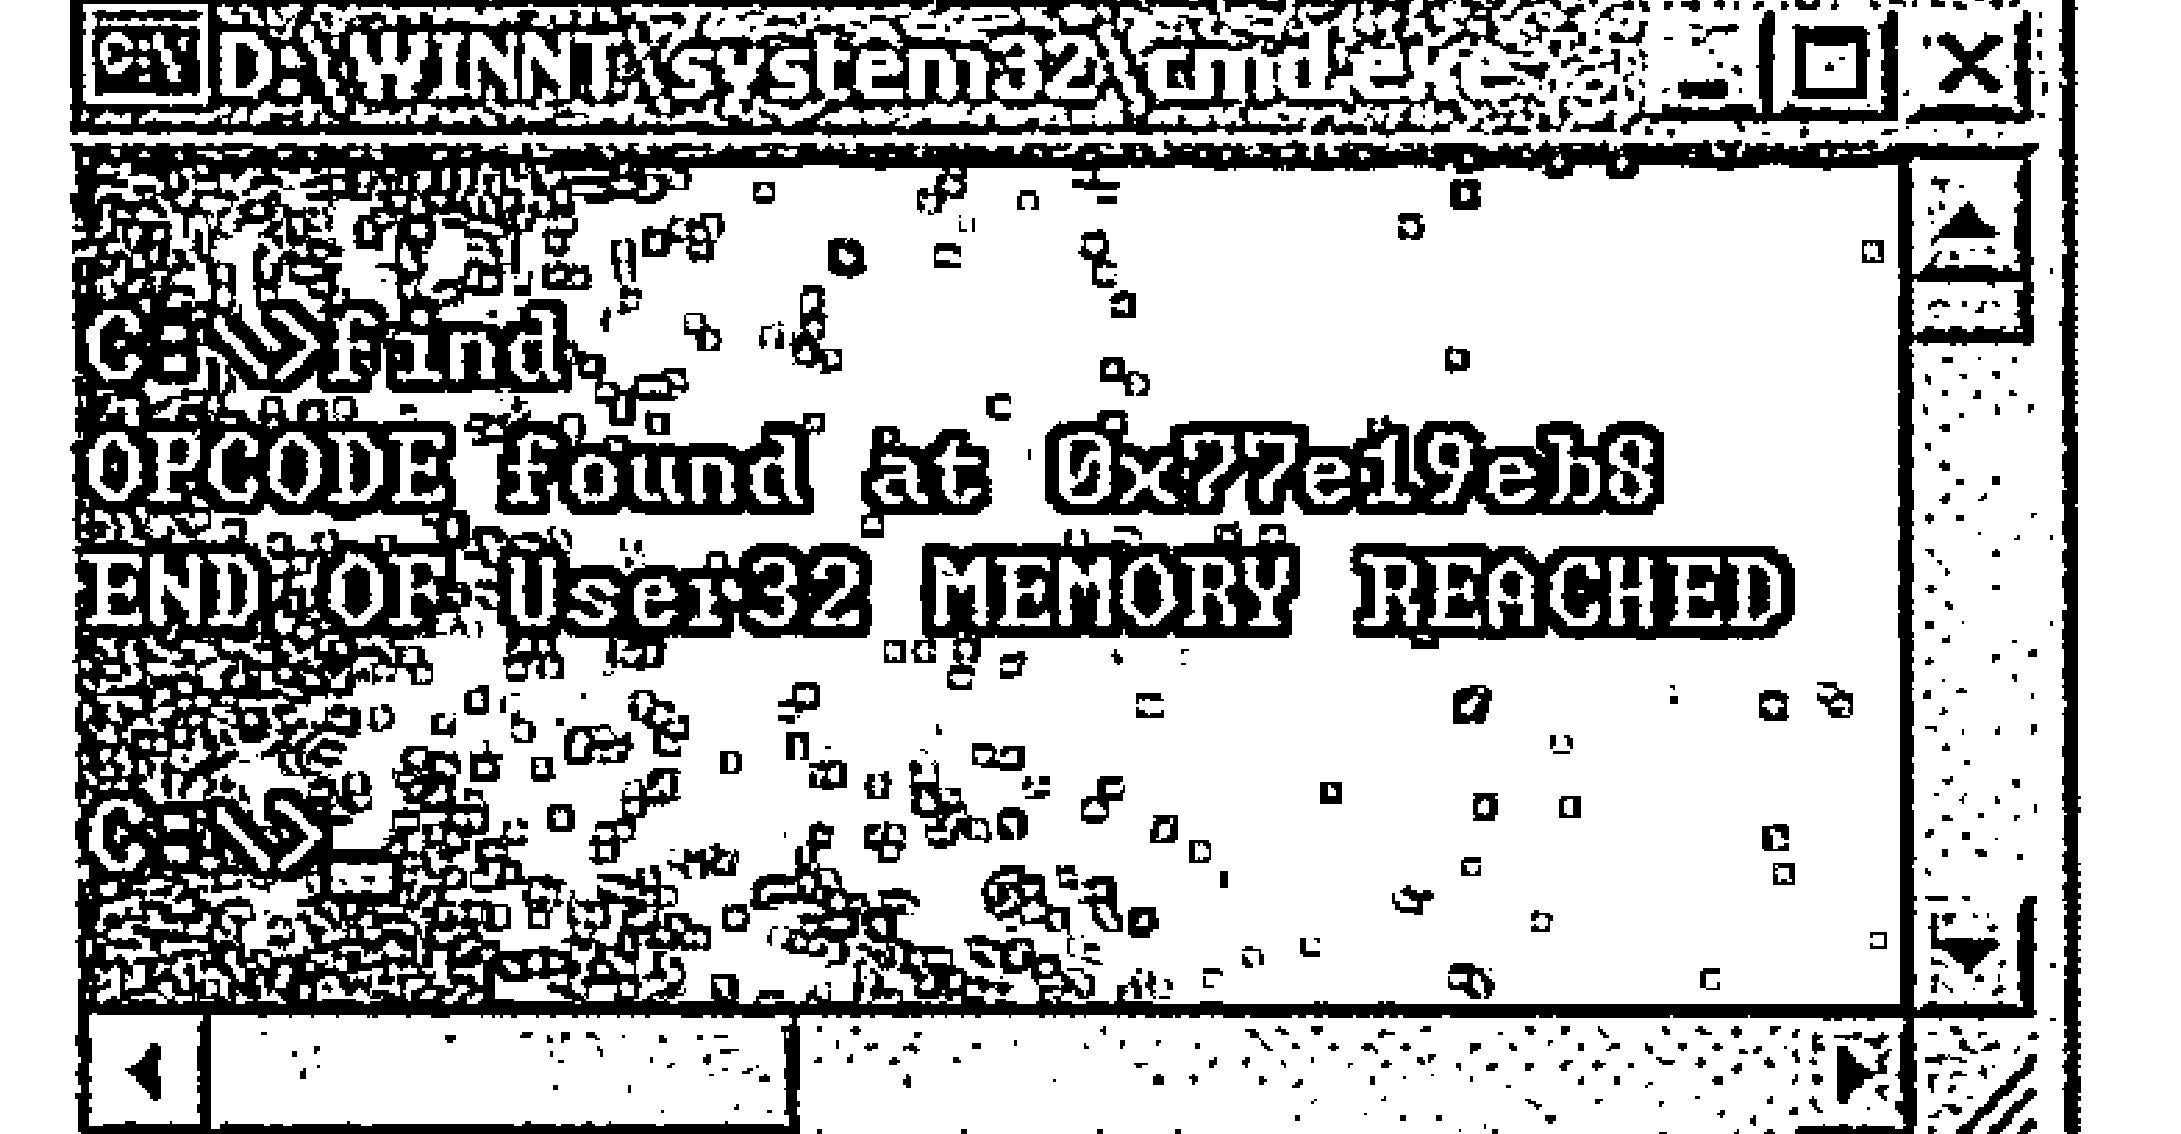 D:\WINNT\system32\cmd.exe
C:\>find
OPCODE found at 0x77e19eb8
END OF User32 MEMORY REACHED
C:\>_